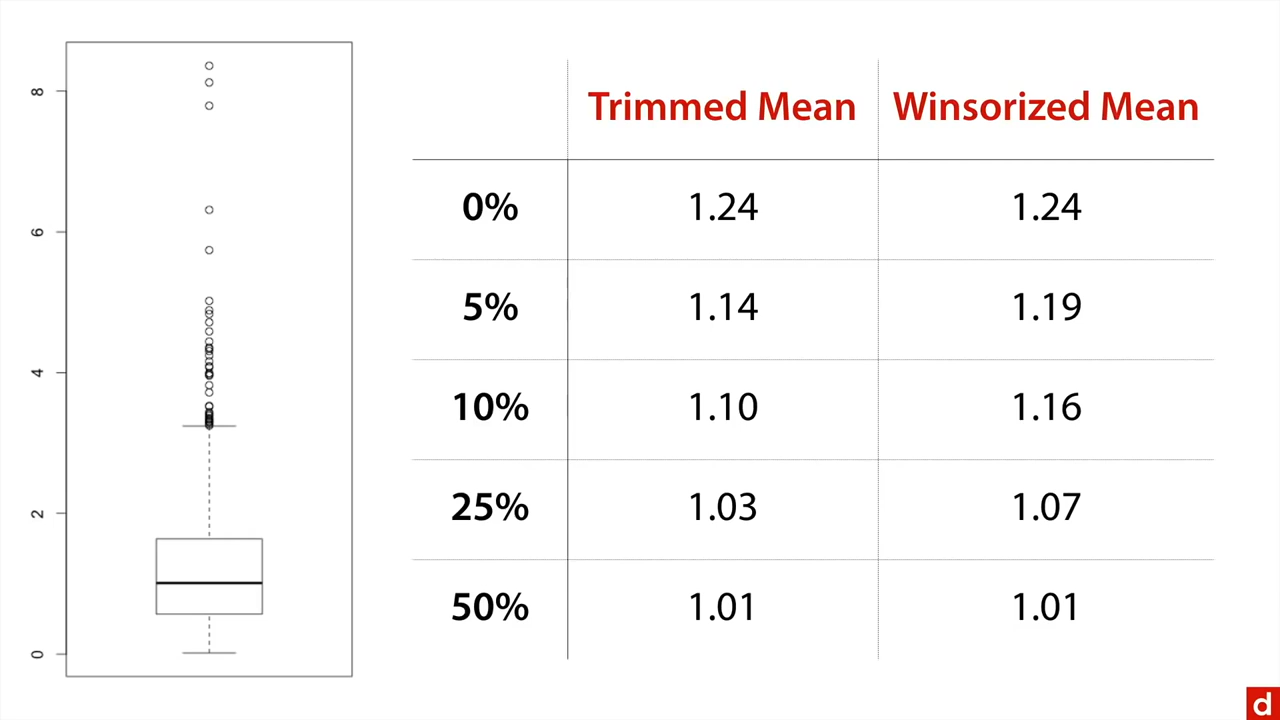 8
6
4
2
0
Trimmed Mean Winsorized Mean
0% 1.24 1.24
5% 1.14 1.19
10% 1.10 1.16
25% 1.03 1.07
50% 1.01 1.01
d